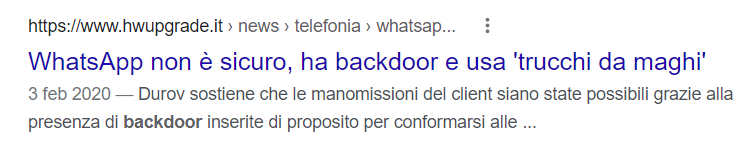 https://www.hwupgrade.it › news › telefonia › whatsap...
WhatsApp non è sicuro, ha backdoor e usa 'trucchi da maghi'
3 feb 2020 — Durov sostiene che le manomissioni del client siano state possibili grazie alla
presenza di backdoor inserite di proposito per conformarsi alle ...